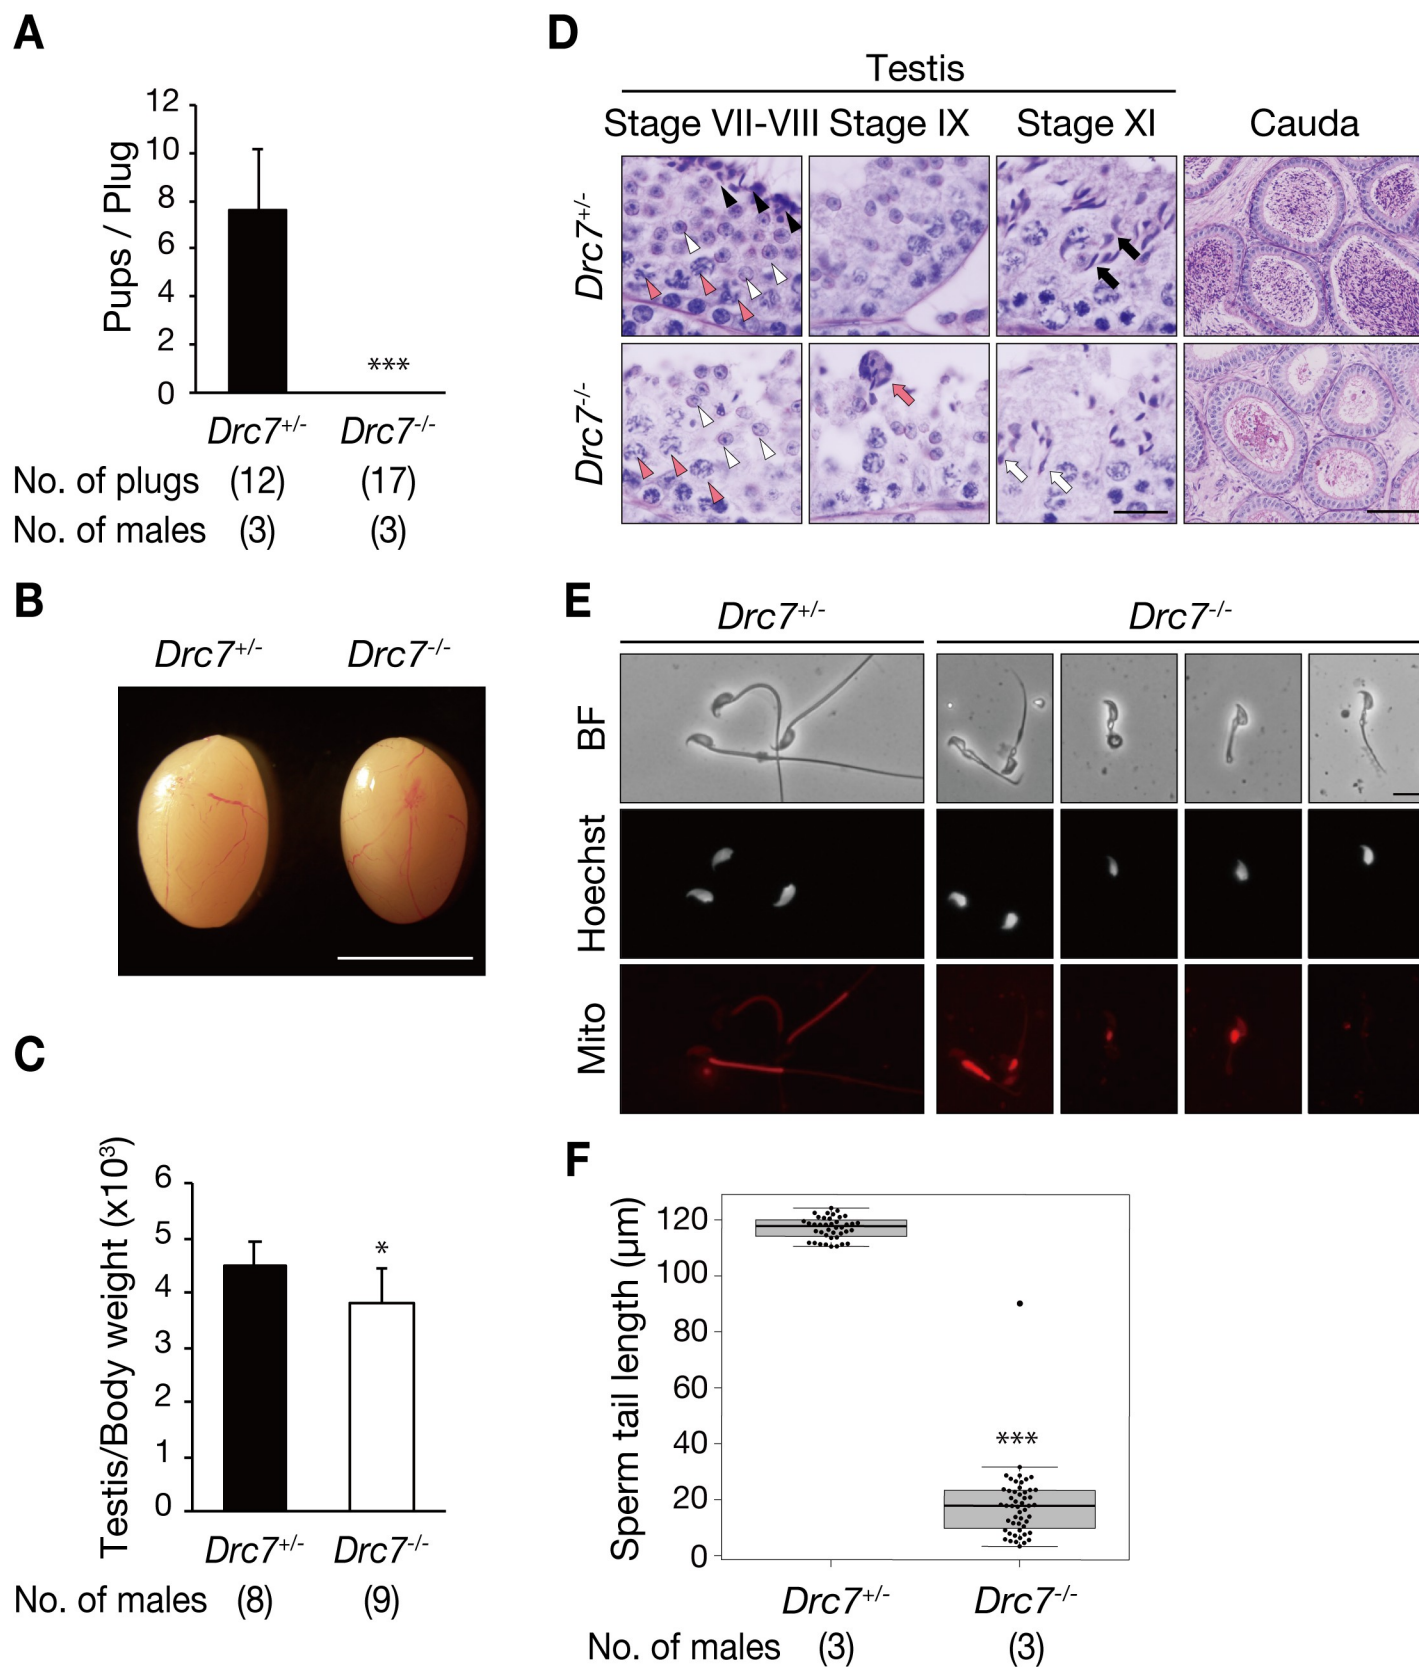 A
12
10
8
6
4
2
0
Pups / Plug
***
Drc7+/- Drc7-/-
No. of plugs (12) (17)
No. of males (3) (3)
B
Drc7+/- Drc7-/-
C
6
5
4
3
2
1
0
Testis/Body weight (x10³)
*
Drc7+/- Drc7-/-
No. of males (8) (9)
D
Testis
Stage VII-VIII Stage IX Stage XI Cauda
Drc7+/-
Drc7-/-
E
Drc7+/- Drc7-/-
BF
Hoechst
Mito
F
120
100
80
60
40
20
0
Sperm tail length (µm)
***
Drc7+/- Drc7-/-
No. of males (3) (3)